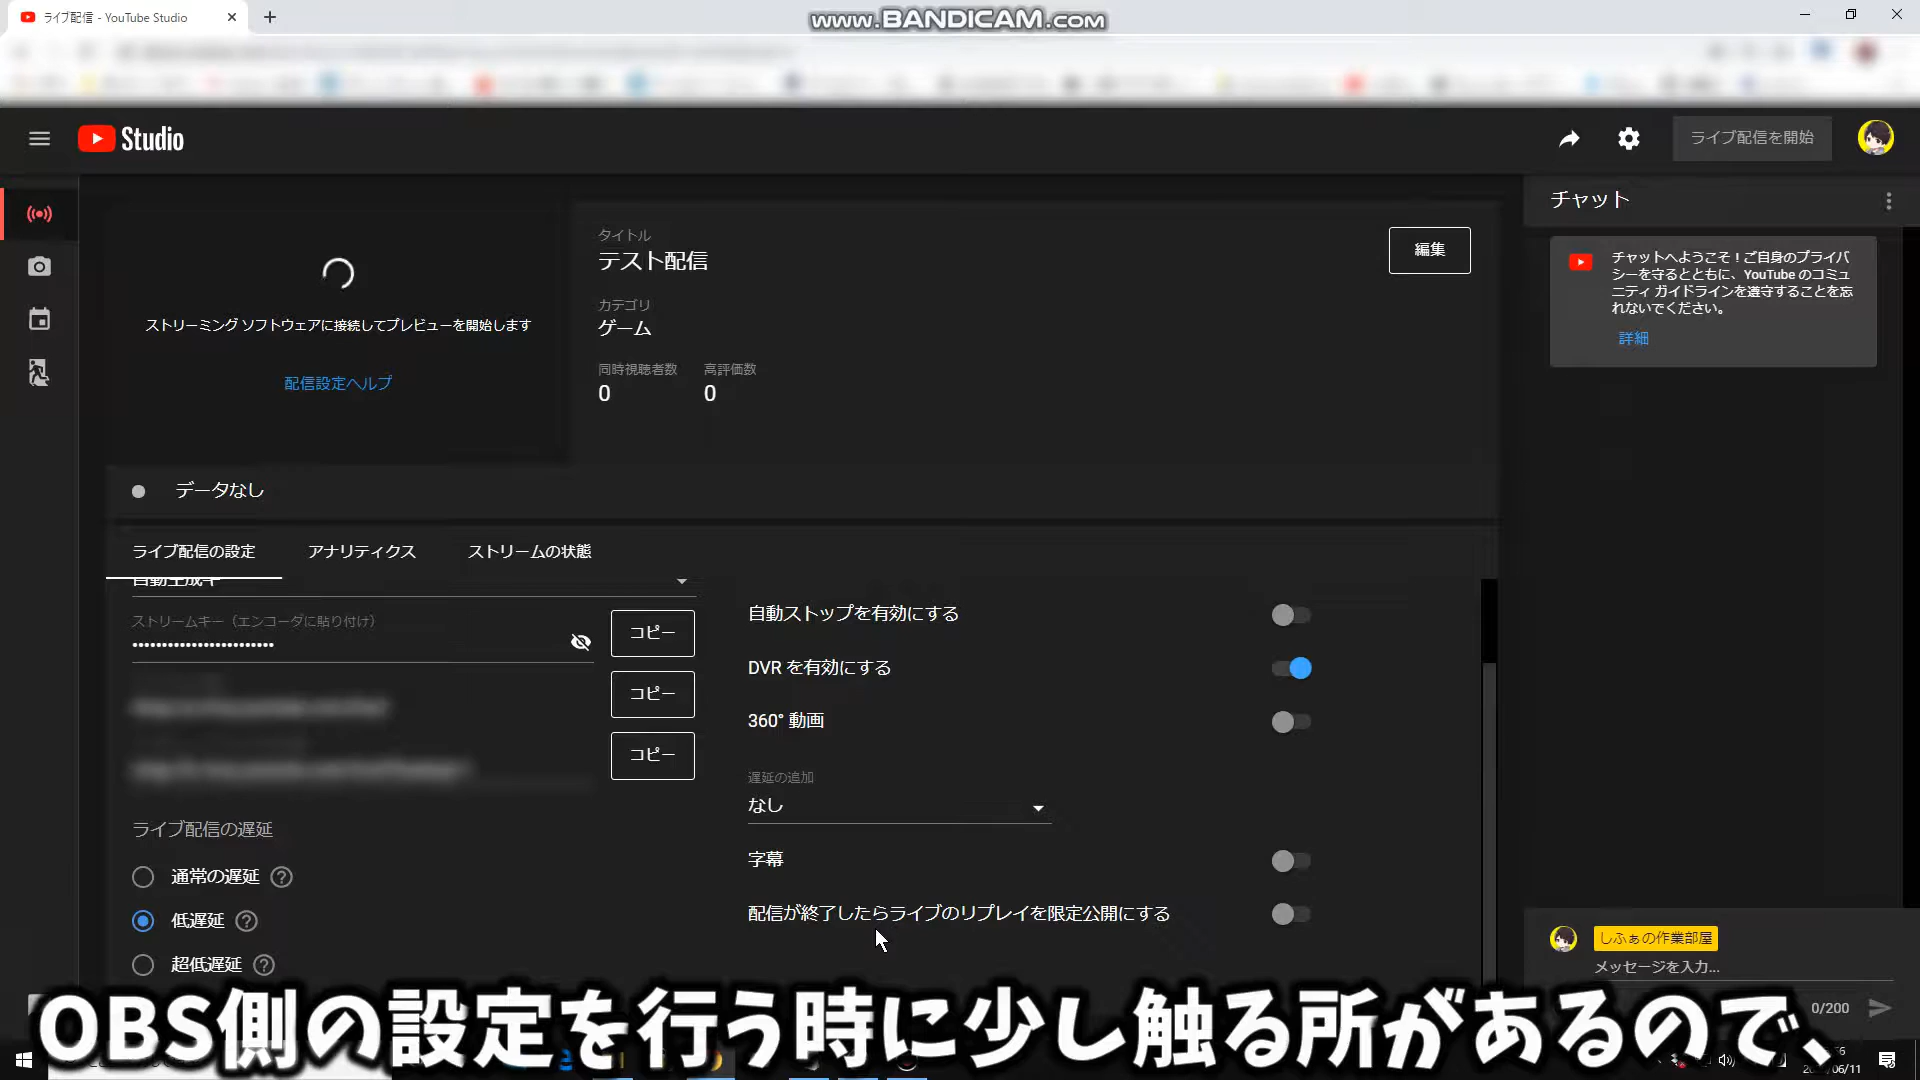 ライブ配信 - YouTube Studio
www.BANDICAM.com
Studio
ライブ配信を開始
タイトル
テスト配信
編集
カテゴリ
ゲーム
同時視聴者数
高評価数
0
0
ストリーミング ソフトウェアに接続してプレビューを開始します
配信設定ヘルプ
データなし
ライブ配信の設定
アナリティクス
ストリームの状態
自動生成キー
ストリームキー（エンコーダに貼り付け）
••••••••••••••••••••••••
コピー
コピー
コピー
ライブ配信の遅延
通常の遅延
低遅延
超低遅延
自動ストップを有効にする
DVR を有効にする
360° 動画
遅延の追加
なし
字幕
配信が終了したらライブのリプレイを限定公開にする
チャット
チャットへようこそ！ご自身のプライバ
シーを守るとともに、YouTube のコミュ
ニティ ガイドラインを遵守することを忘
れないでください。
詳細
しふぁの作業部屋
メッセージを入力...
0/200
OBS側の設定を行う時に少し触る所があるので、
06/11